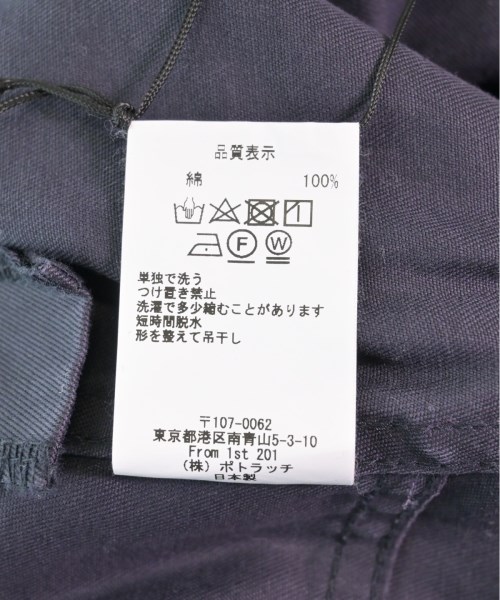 品質表示
綿 100%
F W
単独で洗う
つけ置き禁止
洗濯で多少縮むことがあります
短時間脱水
形を整えて吊干し
〒107-0062
東京都港区南青山5-3-10
From 1st 201
(株) ポトラッチ
日本製